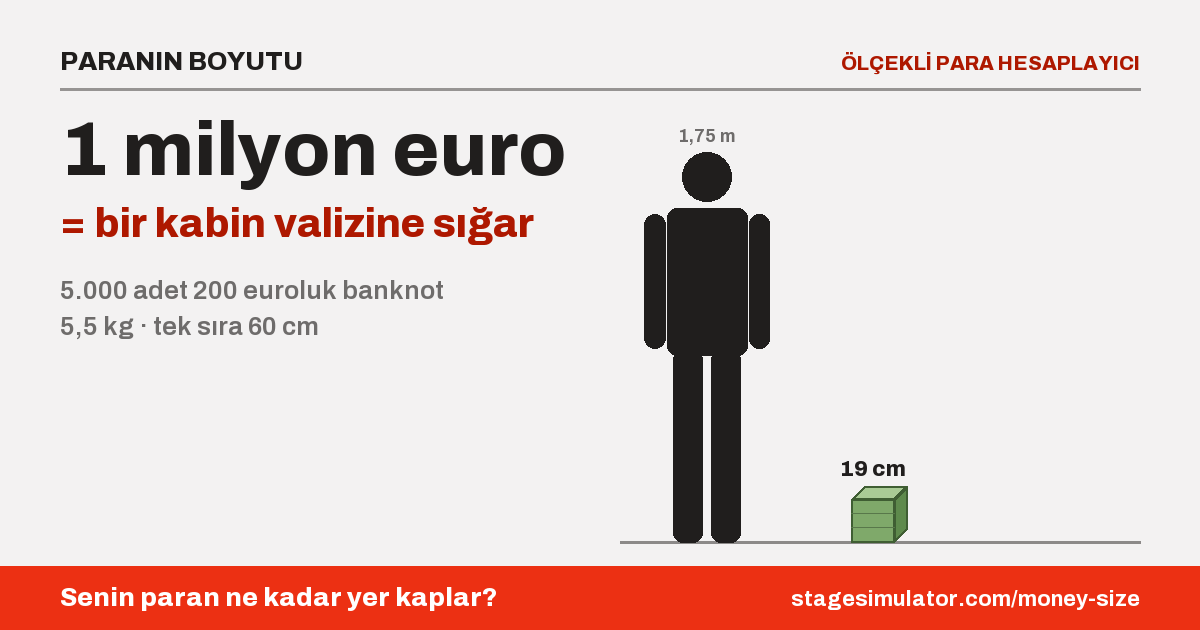 PARANIN BOYUTU
ÖLÇEKLİ PARA HESAPLAYICI
1 milyon euro
= bir kabin valizine sığar
5.000 adet 200 euroluk banknot
5,5 kg · tek sıra 60 cm
1,75 m
19 cm
Senin paran ne kadar yer kaplar?
stagesimulator.com/money-size